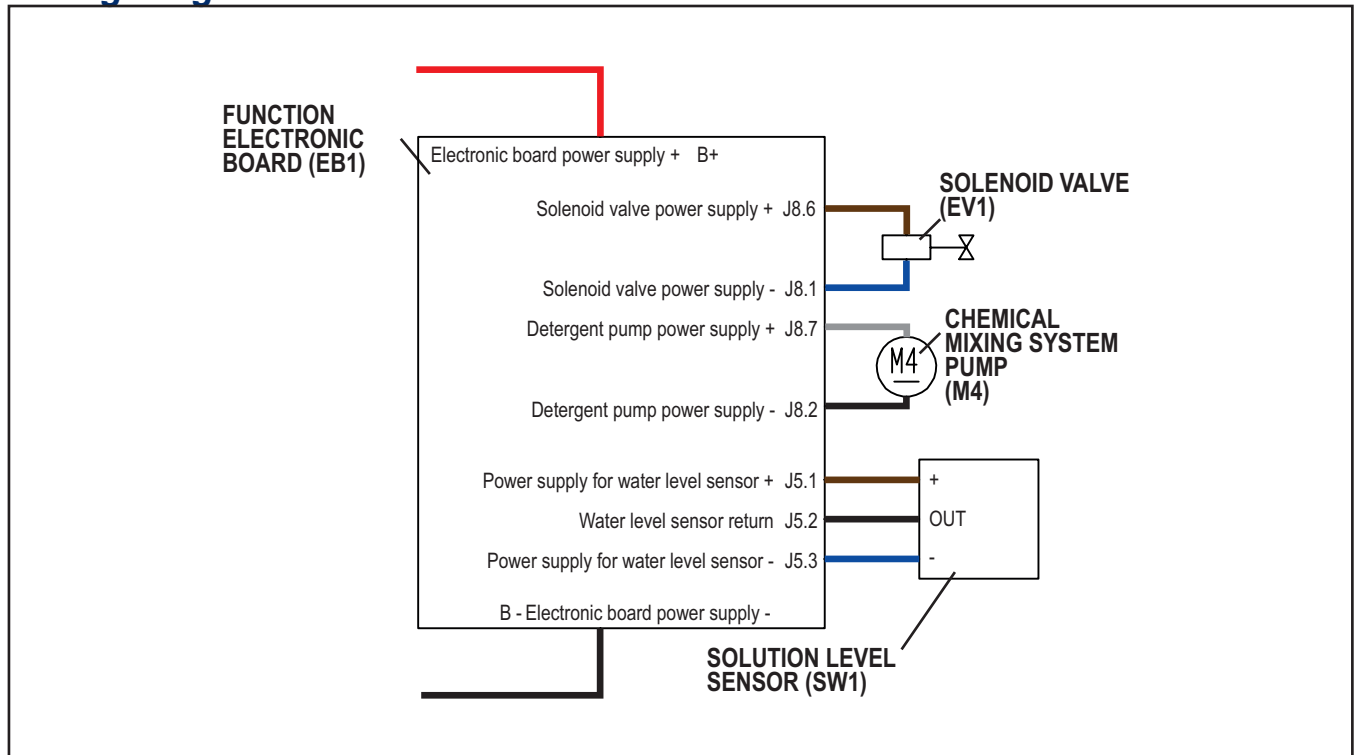 FUNCTION
ELECTRONIC
BOARD (EB1)
Electronic board power supply + B+
Solenoid valve power supply + J8.6
SOLENOID VALVE
(EV1)
Solenoid valve power supply - J8.1
Detergent pump power supply + J8.7
CHEMICAL
MIXING SYSTEM
PUMP
(M4)
M4
Detergent pump power supply - J8.2
Power supply for water level sensor + J5.1
+
Water level sensor return J5.2
OUT
Power supply for water level sensor - J5.3
-
B - Electronic board power supply -
SOLUTION LEVEL
SENSOR (SW1)